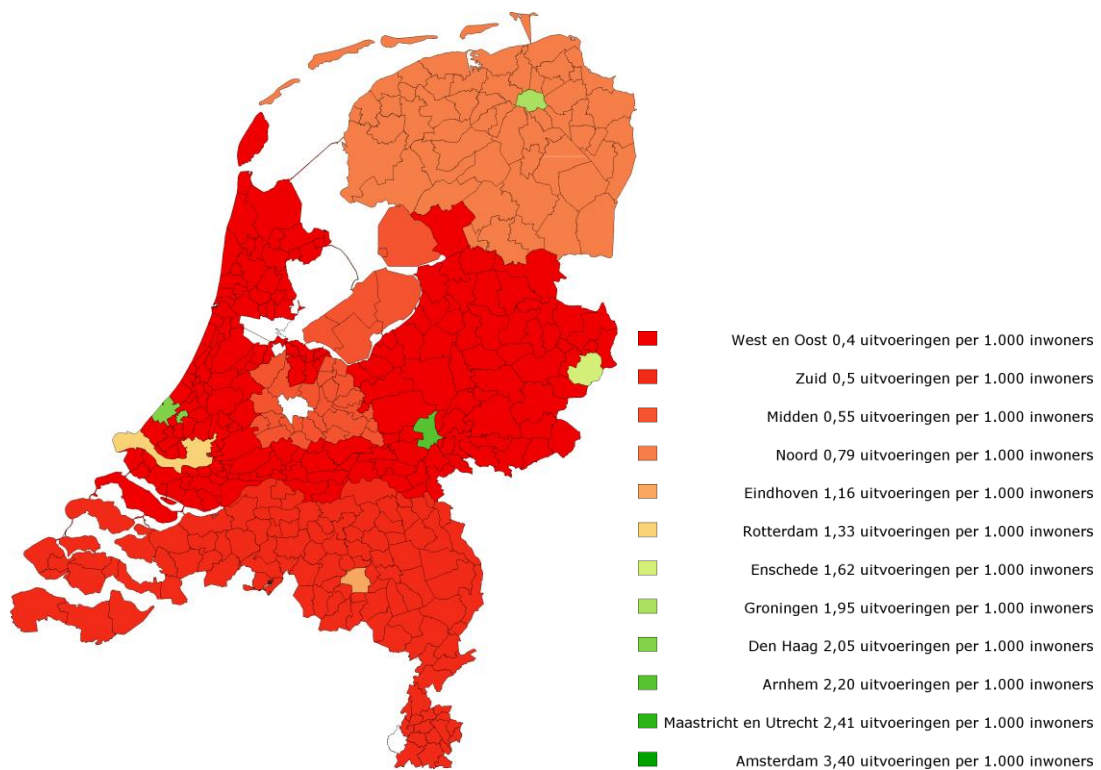 West en Oost 0,4 uitvoeringen per 1.000 inwoners
Zuid 0,5 uitvoeringen per 1.000 inwoners
Midden 0,55 uitvoeringen per 1.000 inwoners
Noord 0,79 uitvoeringen per 1.000 inwoners
Eindhoven 1,16 uitvoeringen per 1.000 inwoners
Rotterdam 1,33 uitvoeringen per 1.000 inwoners
Enschede 1,62 uitvoeringen per 1.000 inwoners
Groningen 1,95 uitvoeringen per 1.000 inwoners
Den Haag 2,05 uitvoeringen per 1.000 inwoners
Arnhem 2,20 uitvoeringen per 1.000 inwoners
Maastricht en Utrecht 2,41 uitvoeringen per 1.000 inwoners
Amsterdam 3,40 uitvoeringen per 1.000 inwoners